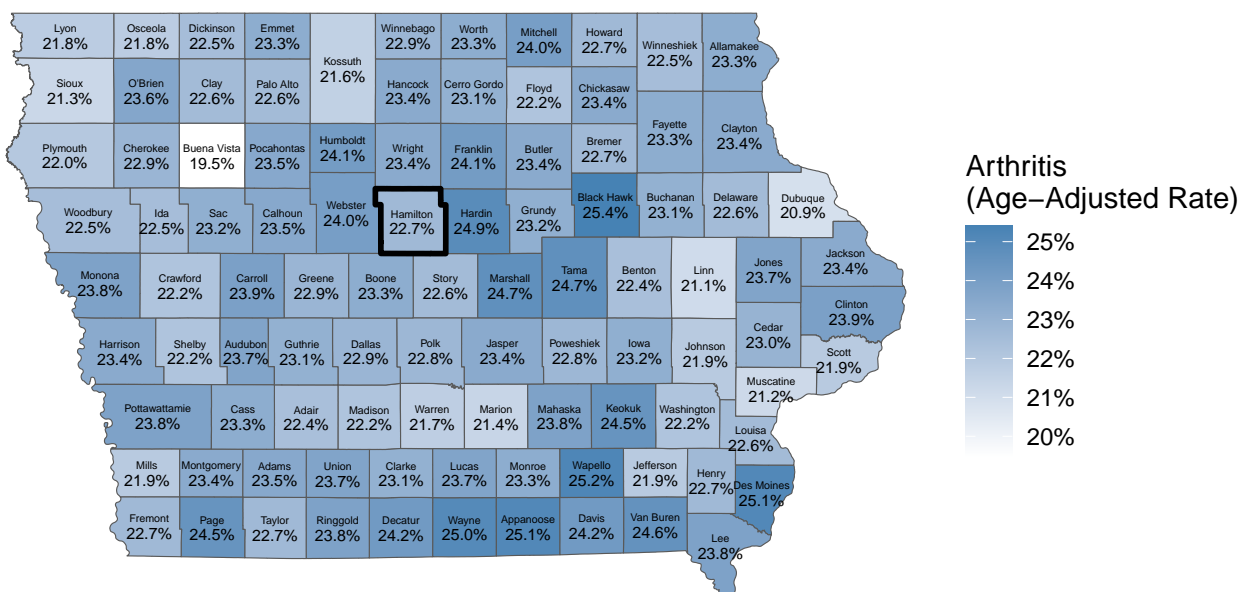 Lyon
21.8%
Osceola
21.8%
Dickinson
22.5%
Emmet
23.3%
Kossuth
21.6%
Winnebago
22.9%
Worth
23.3%
Mitchell
24.0%
Howard
22.7%
Winneshiek
22.5%
Allamakee
23.3%
Sioux
21.3%
O'Brien
23.6%
Clay
22.6%
Palo Alto
22.6%
Hancock
23.4%
Cerro Gordo
23.1%
Floyd
22.2%
Chickasaw
23.4%
Fayette
23.3%
Clayton
23.4%
Plymouth
22.0%
Cherokee
22.9%
Buena Vista
19.5%
Pocahontas
23.5%
Humboldt
24.1%
Wright
23.4%
Franklin
24.1%
Butler
23.4%
Bremer
22.7%
Woodbury
22.5%
Ida
22.5%
Sac
23.2%
Calhoun
23.5%
Webster
24.0%
Hamilton
22.7%
Hardin
24.9%
Grundy
23.2%
Black Hawk
25.4%
Buchanan
23.1%
Delaware
22.6%
Dubuque
20.9%
Monona
23.8%
Crawford
22.2%
Carroll
23.9%
Greene
22.9%
Boone
23.3%
Story
22.6%
Marshall
24.7%
Tama
24.7%
Benton
22.4%
Linn
21.1%
Jones
23.7%
Jackson
23.4%
Clinton
23.9%
Harrison
23.4%
Shelby
22.2%
Audubon
23.7%
Guthrie
23.1%
Dallas
22.9%
Polk
22.8%
Jasper
23.4%
Poweshiek
22.8%
Iowa
23.2%
Johnson
21.9%
Cedar
23.0%
Scott
21.9%
Muscatine
21.2%
Pottawattamie
23.8%
Cass
23.3%
Adair
22.4%
Madison
22.2%
Warren
21.7%
Marion
21.4%
Mahaska
23.8%
Keokuk
24.5%
Washington
22.2%
Louisa
22.6%
Mills
21.9%
Montgomery
23.4%
Adams
23.5%
Union
23.7%
Clarke
23.1%
Lucas
23.7%
Monroe
23.3%
Wapello
25.2%
Jefferson
21.9%
Henry
22.7%
Des Moines
25.1%
Fremont
22.7%
Page
24.5%
Taylor
22.7%
Ringgold
23.8%
Decatur
24.2%
Wayne
25.0%
Appanoose
25.1%
Davis
24.2%
Van Buren
24.6%
Lee
23.8%
Arthritis
(Age−Adjusted Rate)
25%
24%
23%
22%
21%
20%